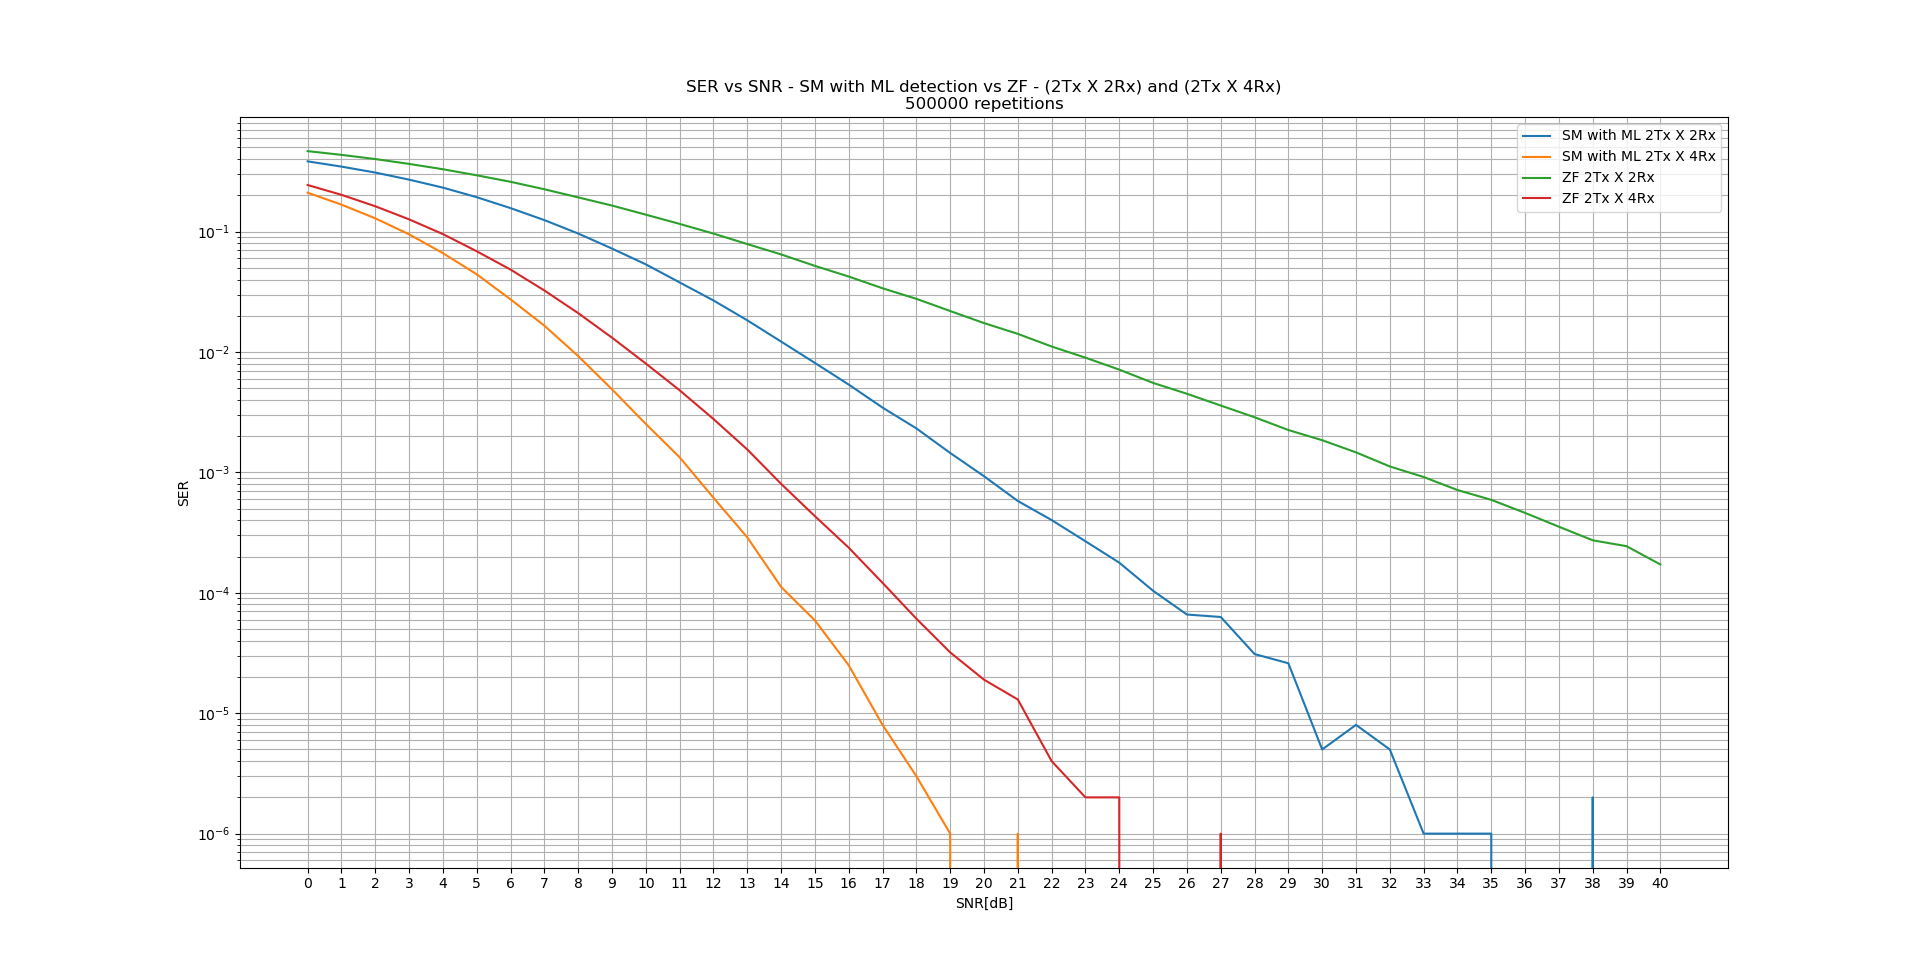 SER vs SNR - SM with ML detection vs ZF - (2Tx X 2Rx) and (2Tx X 4Rx)
500000 repetitions
SM with ML 2Tx X 2Rx
SM with ML 2Tx X 4Rx
ZF 2Tx X 2Rx
ZF 2Tx X 4Rx
10⁻¹
10⁻²
10⁻³
SER
10⁻⁴
10⁻⁵
10⁻⁶
0 1 2 3 4 5 6 7 8 9 10 11 12 13 14 15 16 17 18 19 20 21 22 23 24 25 26 27 28 29 30 31 32 33 34 35 36 37 38 39 40
SNR[dB]